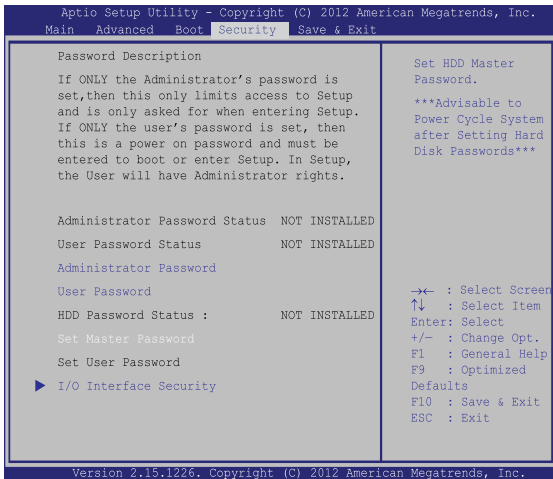 Aptio Setup Utility - Copyright (C) 2012 American Megatrends, Inc.
Main Advanced Boot Security Save & Exit
Password Description
If ONLY the Administrator's password is
set,then this only limits access to Setup
and is only asked for when entering Setup.
If ONLY the user's password is set, then
this is a power on password and must be
entered to boot or enter Setup. In Setup,
the User will have Administrator rights.
Administrator Password Status NOT INSTALLED
User Password Status NOT INSTALLED
Administrator Password
User Password
HDD Password Status : NOT INSTALLED
Set Master Password
Set User Password
I/O Interface Security
Set HDD Master
Password.
***Advisable to
Power Cycle System
after Setting Hard
Disk Passwords***
→← : Select Screen
↑↓ : Select Item
Enter: Select
+/— : Change Opt.
F1 : General Help
F9 : Optimized
Defaults
F10 : Save & Exit
ESC : Exit
Version 2.15.1226. Copyright (C) 2012 American Megatrends, Inc.